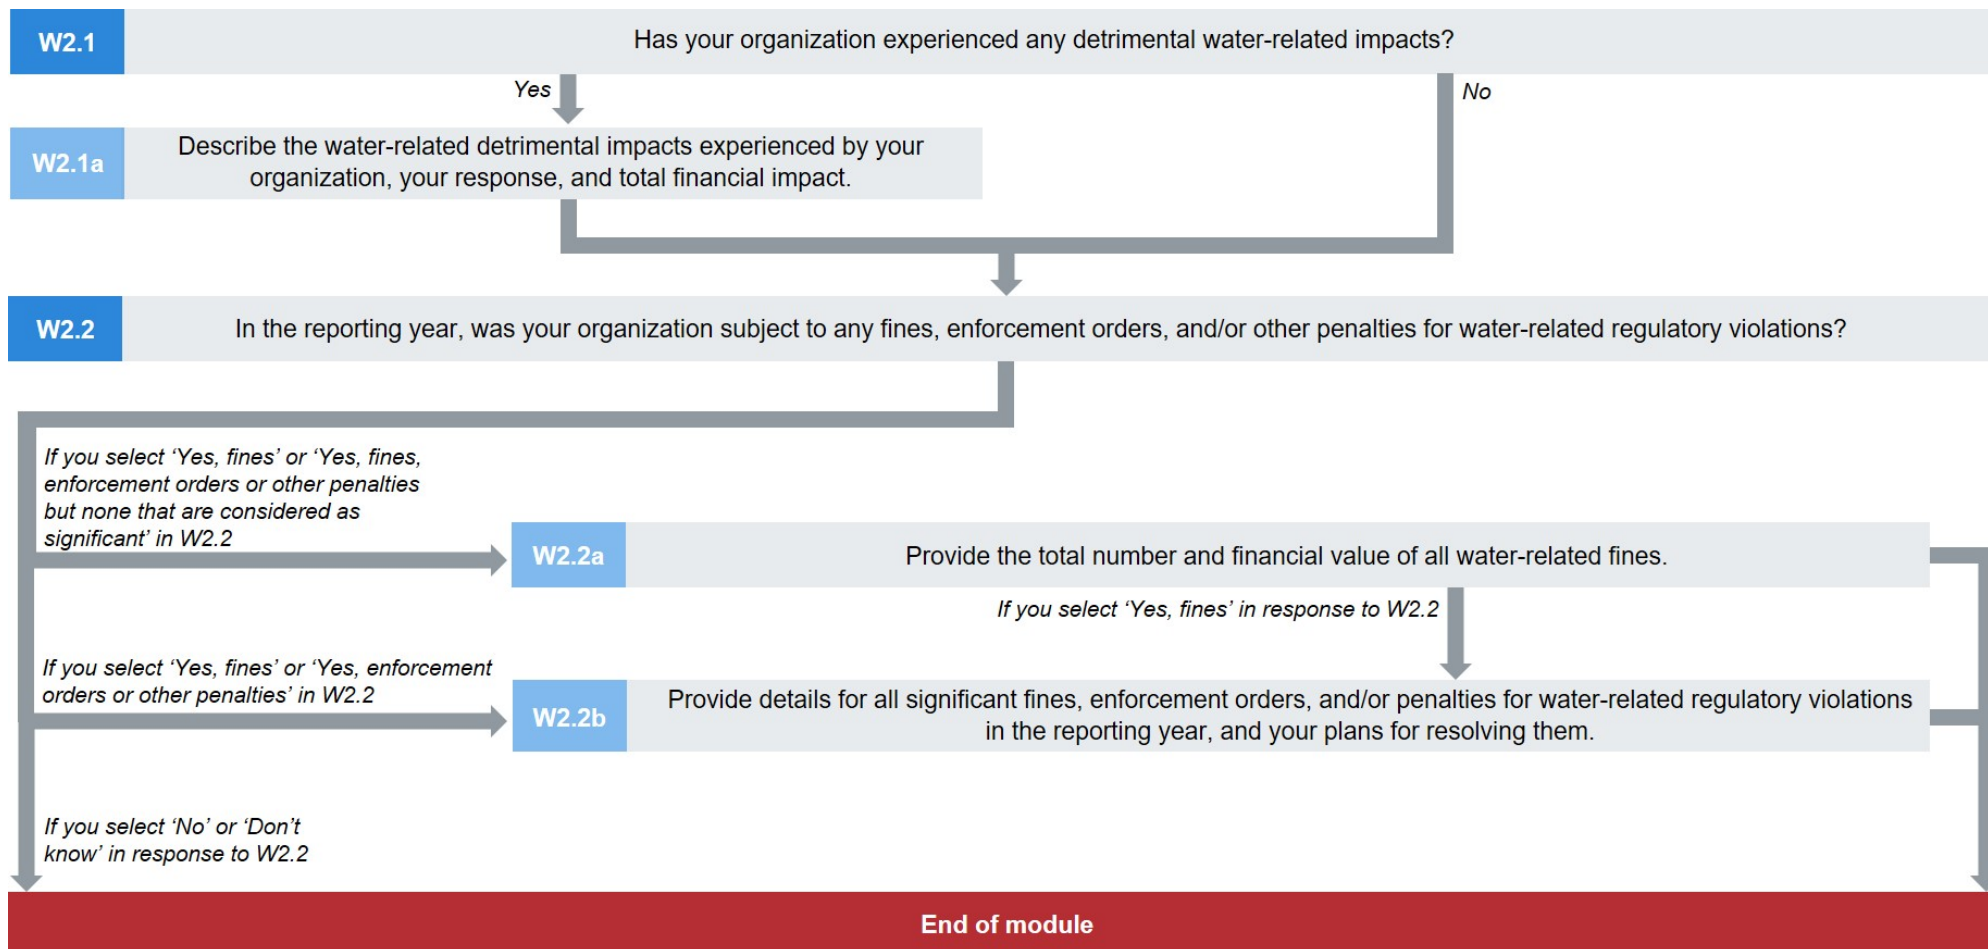 W2.1
Has your organization experienced any detrimental water-related impacts?
Yes
No
W2.1a
Describe the water-related detrimental impacts experienced by your
organization, your response, and total financial impact.
W2.2
In the reporting year, was your organization subject to any fines, enforcement orders, and/or other penalties for water-related regulatory violations?
If you select ‘Yes, fines’ or ‘Yes, fines,
enforcement orders or other penalties
but none that are considered as
significant’ in W2.2
W2.2a
Provide the total number and financial value of all water-related fines.
If you select ‘Yes, fines’ in response to W2.2
If you select ‘Yes, fines’ or ‘Yes, enforcement
orders or other penalties’ in W2.2
W2.2b
Provide details for all significant fines, enforcement orders, and/or penalties for water-related regulatory violations
in the reporting year, and your plans for resolving them.
If you select ‘No’ or ‘Don’t
know’ in response to W2.2
End of module